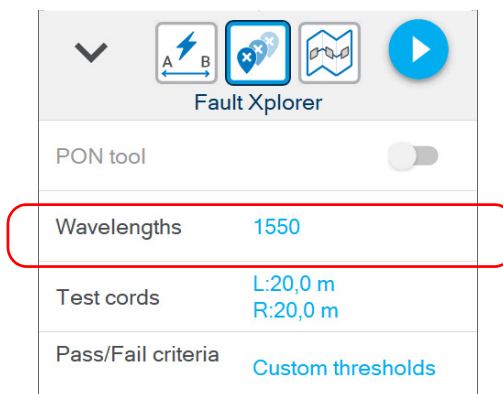 A B
Fault Xplorer
PON tool
Wavelengths 1550
Test cords L:20,0 m
R:20,0 m
Pass/Fail criteria Custom thresholds